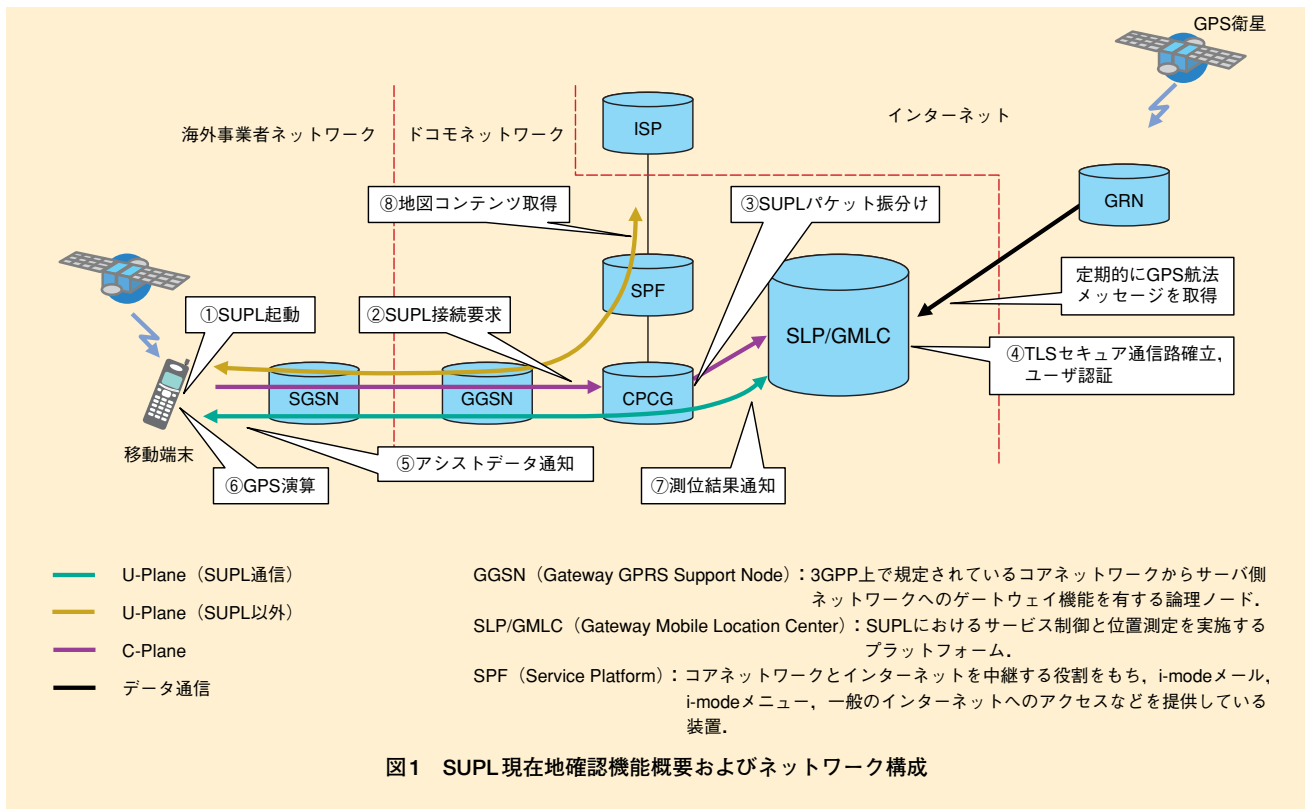 GPS衛星
海外事業者ネットワーク
ドコモネットワーク
インターネット
ISP
⑧地図コンテンツ取得
③SUPLパケット振分け
GRN
SPF
定期的にGPS航法
メッセージを取得
①SUPL起動
②SUPL接続要求
SLP/GMLC
④TLSセキュア通信路確立，
ユーザ認証
SGSN
GGSN
CPCG
移動端末
⑤アシストデータ通知
⑥GPS演算
⑦測位結果通知
U-Plane（SUPL通信）
U-Plane（SUPL以外）
C-Plane
データ通信
GGSN（Gateway GPRS Support Node）：3GPP上で規定されているコアネットワークからサーバ側
ネットワークへのゲートウェイ機能を有する論理ノード．
SLP/GMLC（Gateway Mobile Location Center）：SUPLにおけるサービス制御と位置測定を実施する
プラットフォーム．
SPF（Service Platform）：コアネットワークとインターネットを中継する役割をもち，i-modeメール，
i-modeメニュー，一般のインターネットへのアクセスなどを提供している
装置．
図1　SUPL現在地確認機能概要およびネットワーク構成